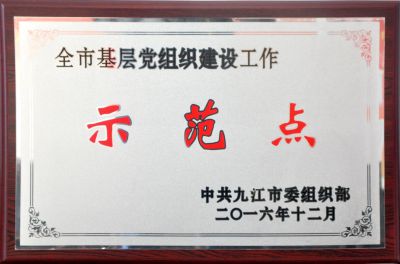 全市基层党组织建设工作
示范点
中共九江市委组织部
二〇一六年十二月